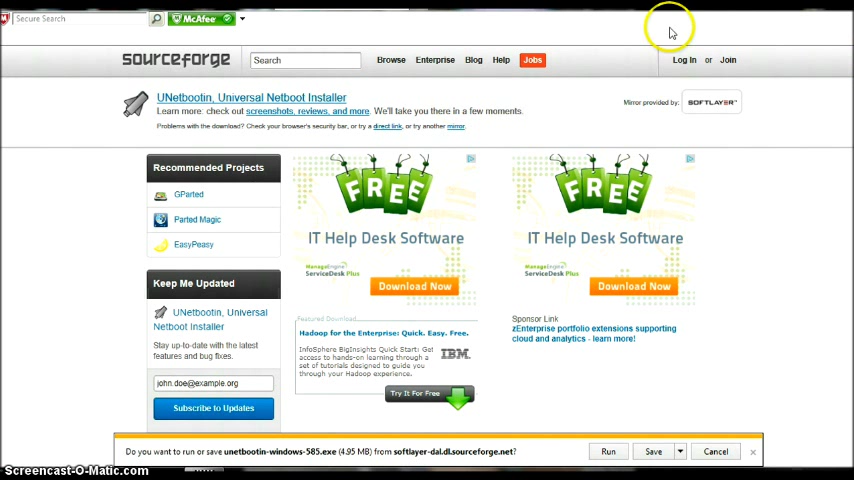 Secure Search
McAfee
sourceforge
Search
Browse Enterprise Blog Help Jobs
Log In or Join
UNetbootin, Universal Netboot Installer
Learn more: check out screenshots, reviews, and more. We'll take you there in a few moments.
Problems with the download? Check your browser's security bar, or try a direct link, or try another mirror.
Mirror provided by:
SOFTLAYER
Recommended Projects
GParted
Parted Magic
EasyPeasy
Keep Me Updated
UNetbootin, Universal
Netboot Installer
Stay up-to-date with the latest
features and bug fixes.
john.doe@example.org
Subscribe to Updates
FREE
IT Help Desk Software
ManageEngine
ServiceDesk Plus
Download Now
Featured Download
Hadoop for the Enterprise: Quick. Easy. Free.
InfoSphere BigInsights Quick Start: Get
access to hands-on learning through a
set of tutorials designed to guide you
through your Hadoop experience.
IBM
Try It For Free
FREE
IT Help Desk Software
ManageEngine
ServiceDesk Plus
Download Now
Sponsor Link
zEnterprise portfolio extensions supporting
cloud and analytics - learn more!
Do you want to run or save unetbootin-windows-585.exe (4.95 MB) from softlayer-dal.dl.sourceforge.net?
Run
Save
Cancel
Screencast-O-Matic.com